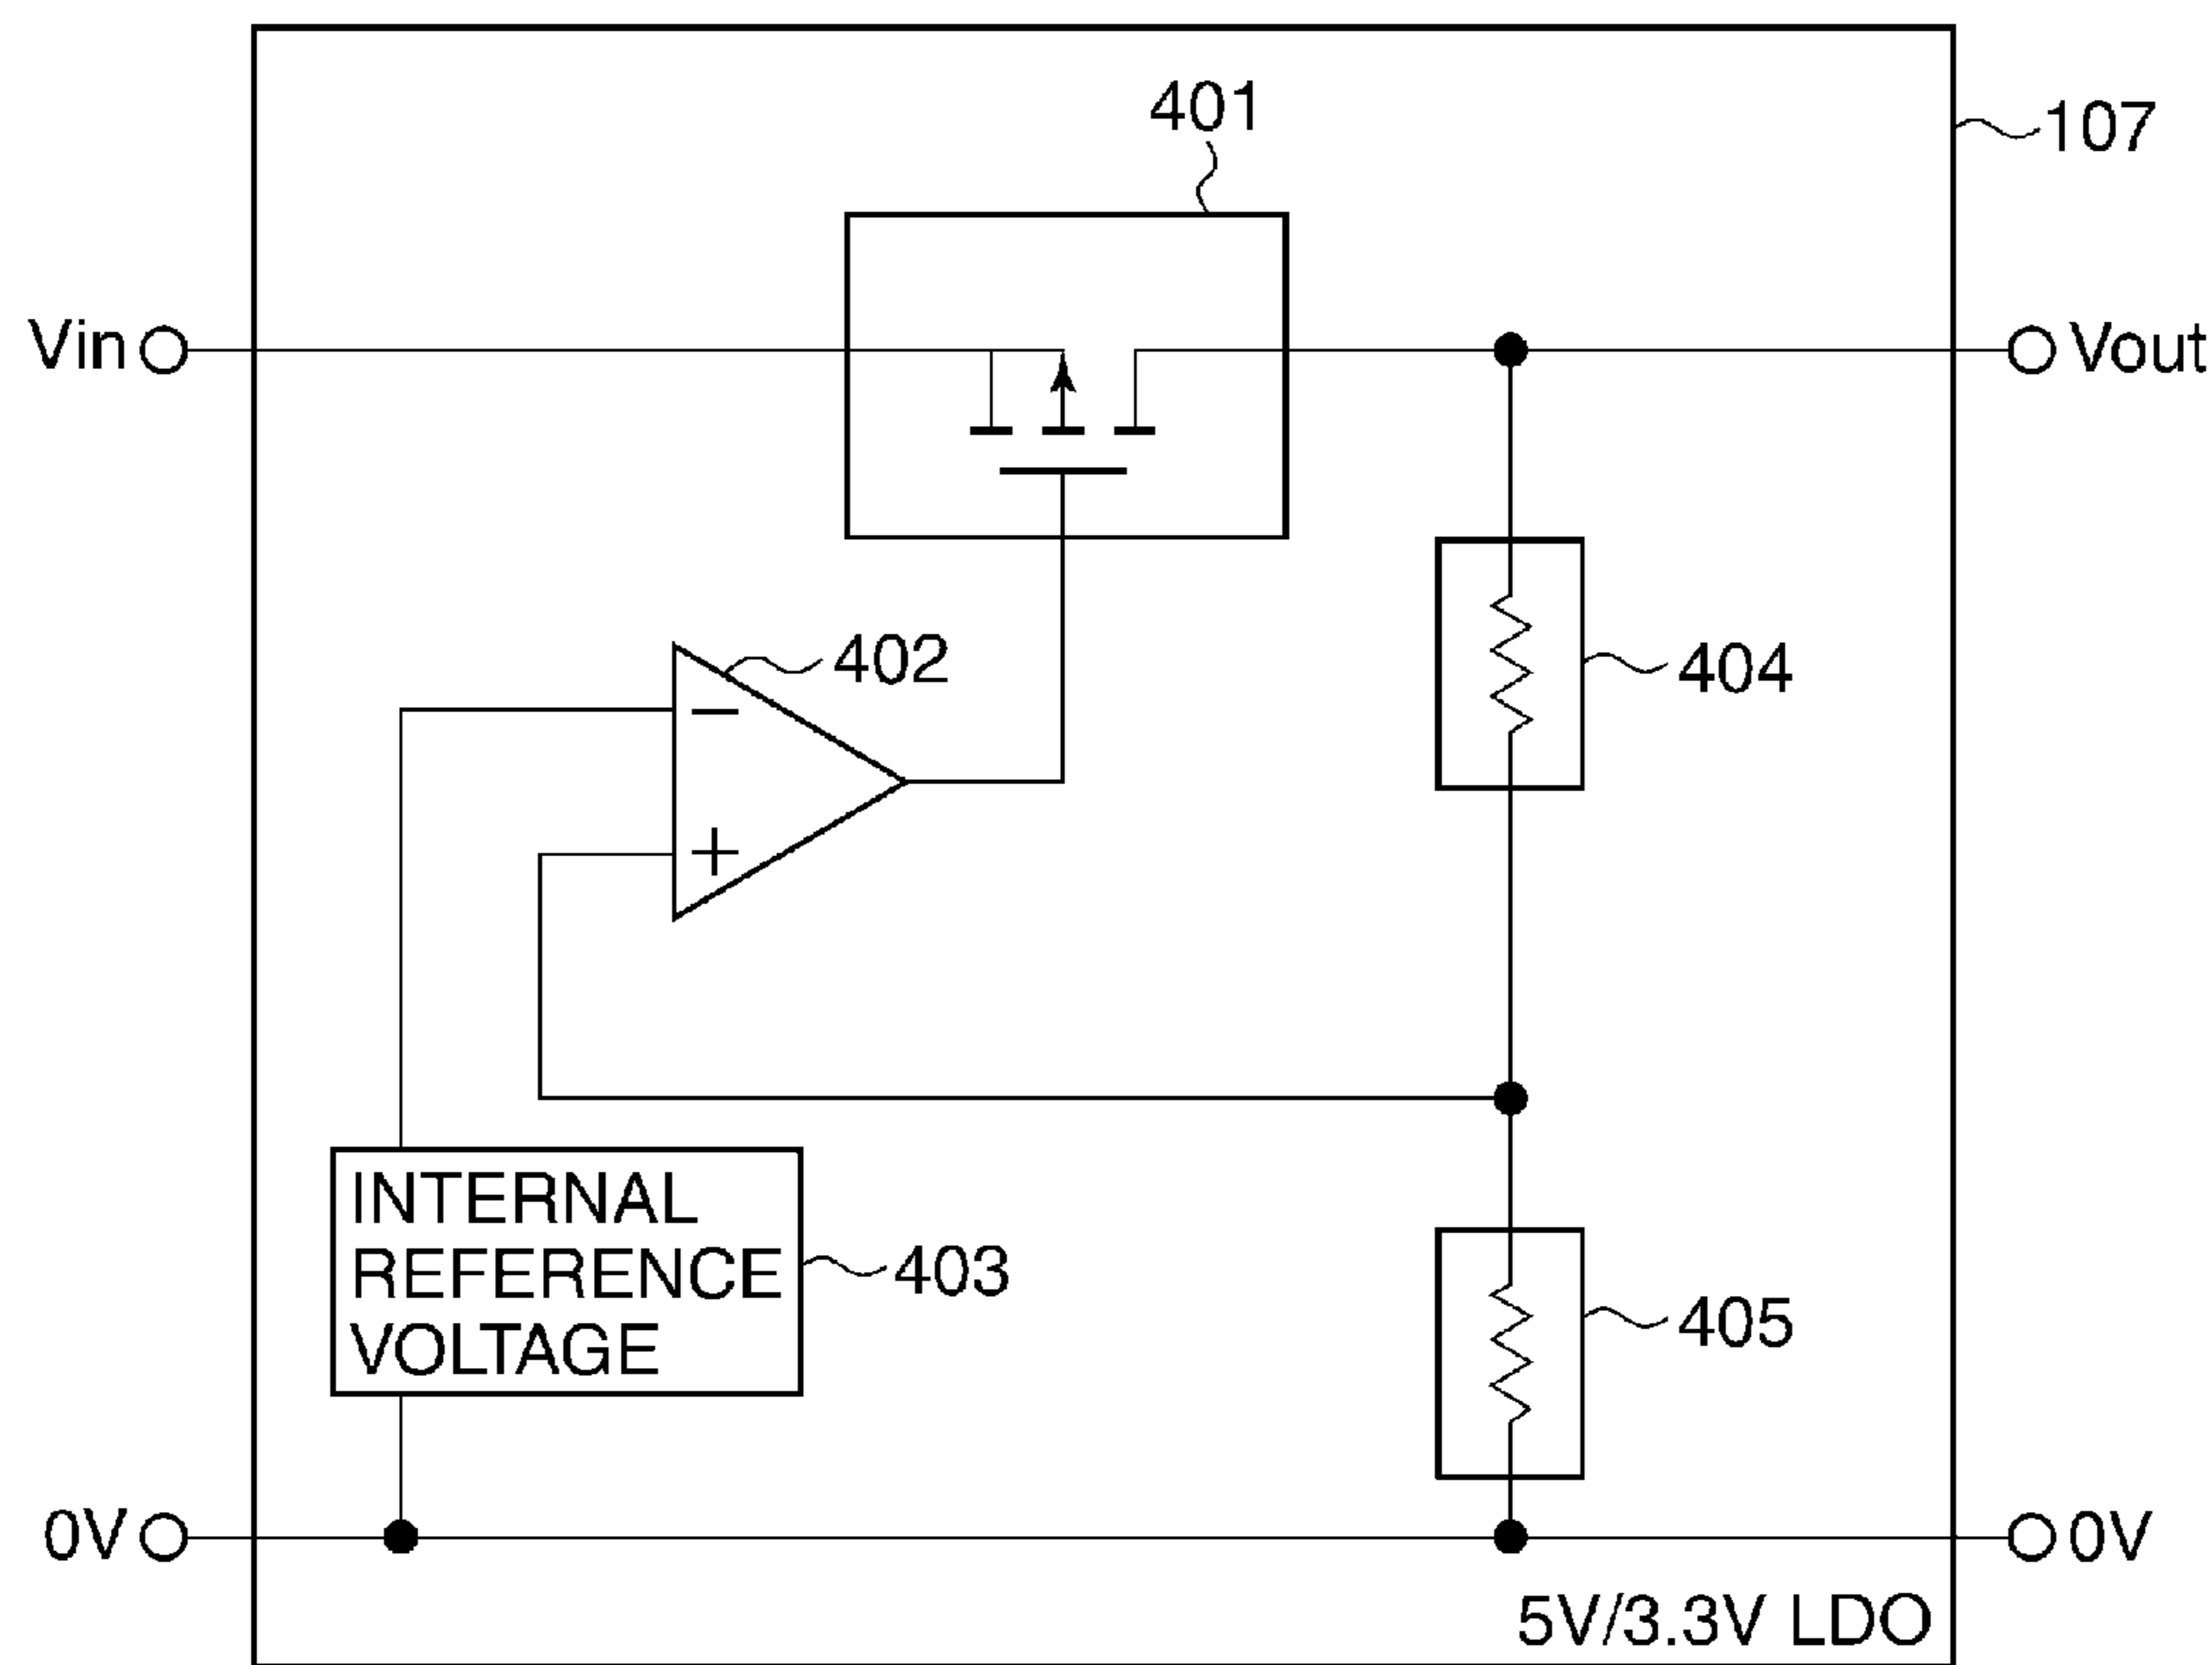 401
107
Vin
Vout
402
404
−
+
INTERNAL
REFERENCE
VOLTAGE
403
405
0V
0V
5V/3.3V LDO